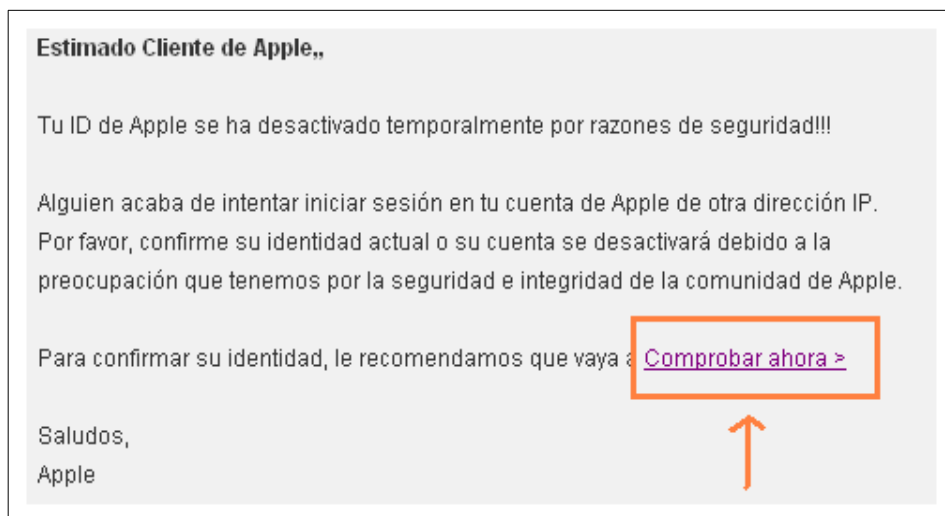 Estimado Cliente de Apple,,
Tu ID de Apple se ha desactivado temporalmente por razones de seguridad!!!
Alguien acaba de intentar iniciar sesión en tu cuenta de Apple de otra dirección IP.
Por favor, confirme su identidad actual o su cuenta se desactivará debido a la
preocupación que tenemos por la seguridad e integridad de la comunidad de Apple.
Para confirmar su identidad, le recomendamos que vaya a Comprobar ahora >
Saludos,
Apple